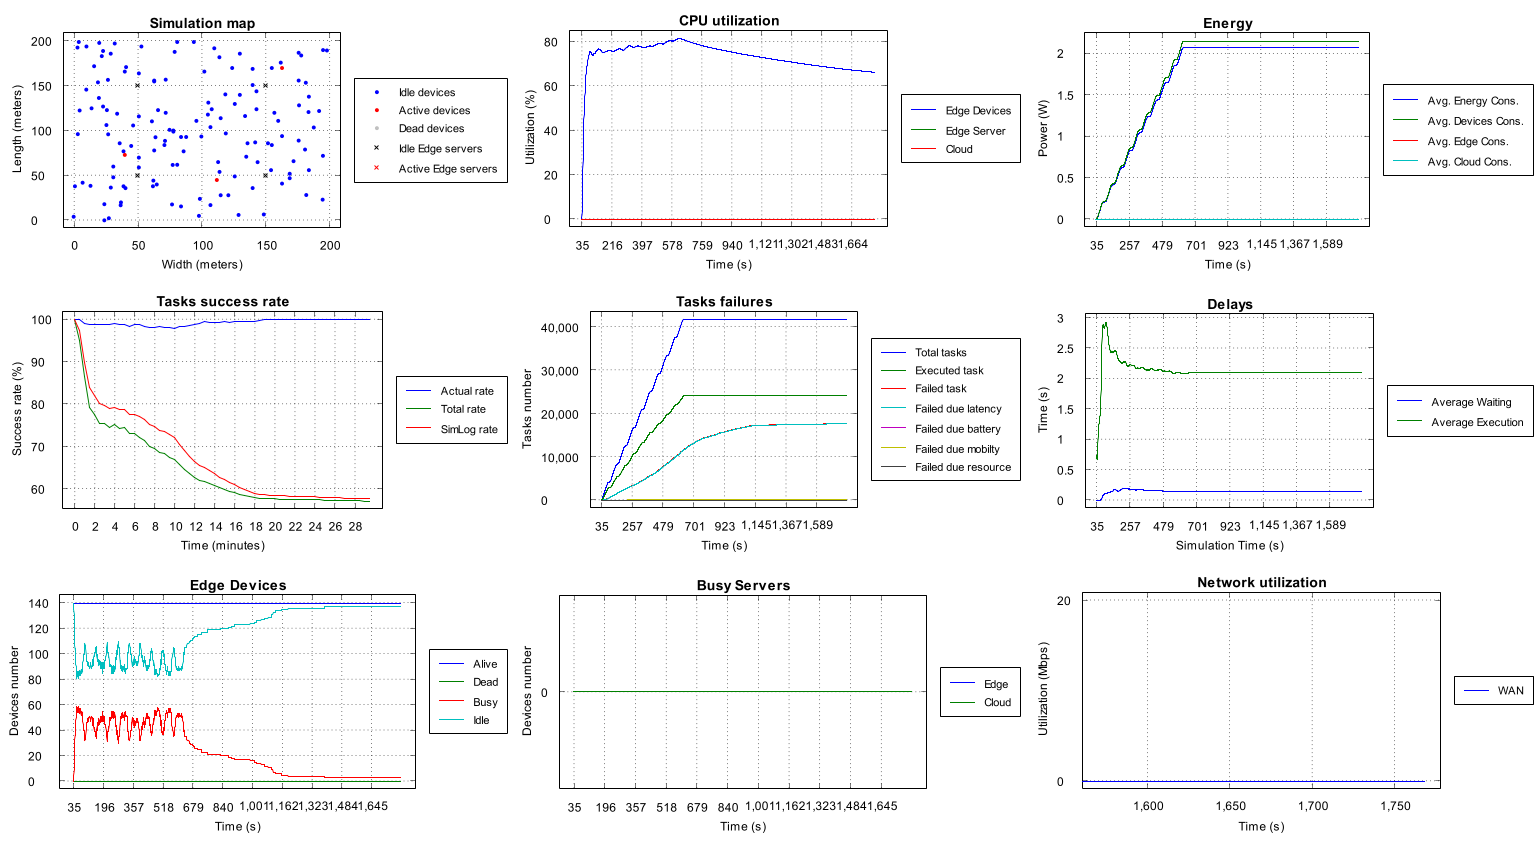 Simulation map
Length (meters)
200
150
100
50
0
0 50 100 150 200
Width (meters)
Idle devices
Active devices
Dead devices
Idle Edge servers
Active Edge servers
CPU utilization
Utilization (%)
80
60
40
20
0
35 216 397 578 759 940 1,121 1,302 1,483 1,664
Time (s)
Edge Devices
Edge Server
Cloud
Energy
Power (W)
2
1.5
1
0.5
0
35 257 479 701 923 1,145 1,367 1,589
Time (s)
Avg. Energy Cons.
Avg. Devices Cons.
Avg. Edge Cons.
Avg. Cloud Cons.
Tasks success rate
Success rate (%)
100
90
80
70
60
0 2 4 6 8 10 12 14 16 18 20 22 24 26 28
Time (minutes)
Actual rate
Total rate
SimLog rate
Tasks failures
Tasks number
40,000
30,000
20,000
10,000
0
35 257 479 701 923 1,145 1,367 1,589
Time (s)
Total tasks
Executed task
Failed task
Failed due latency
Failed due battery
Failed due mobilty
Failed due resource
Delays
Time (s)
3
2.5
2
1.5
1
0.5
0
35 257 479 701 923 1,145 1,367 1,589
Simulation Time (s)
Average Waiting
Average Execution
Edge Devices
Devices number
140
120
100
80
60
40
20
0
35 196 357 518 679 840 1,001 1,162 1,323 1,484 1,645
Time (s)
Alive
Dead
Busy
Idle
Busy Servers
Devices number
0
35 196 357 518 679 840 1,001 1,162 1,323 1,484 1,645
Time (s)
Edge
Cloud
Network utilization
Utilization (Mbps)
20
0
1,600 1,650 1,700 1,750
Time (s)
WAN